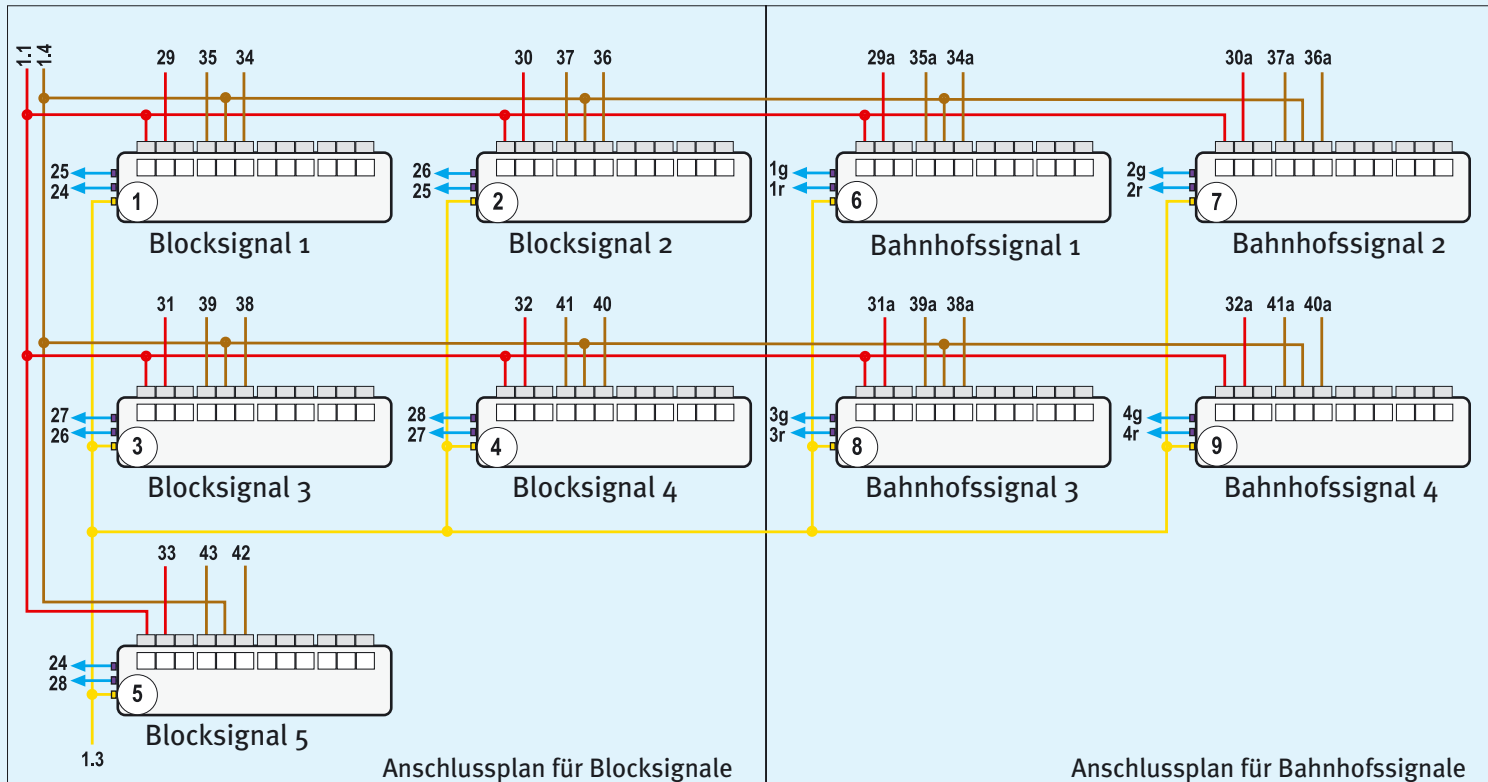 1.1 1.4
29 35 34 30 37 36 29a 35a 34a 30a 37a 36a
25 26 1g 2g
24 25 1r 2r
1 2 6 7
Blocksignal 1 Blocksignal 2 Bahnhofssignal 1 Bahnhofssignal 2
31 39 38 32 41 40 31a 39a 38a 32a 41a 40a
27 28 3g 4g
26 27 3r 4r
3 4 8 9
Blocksignal 3 Blocksignal 4 Bahnhofssignal 3 Bahnhofssignal 4
33 43 42
24
28
5
Blocksignal 5
1.3
Anschlussplan für Blocksignale Anschlussplan für Bahnhofssignale